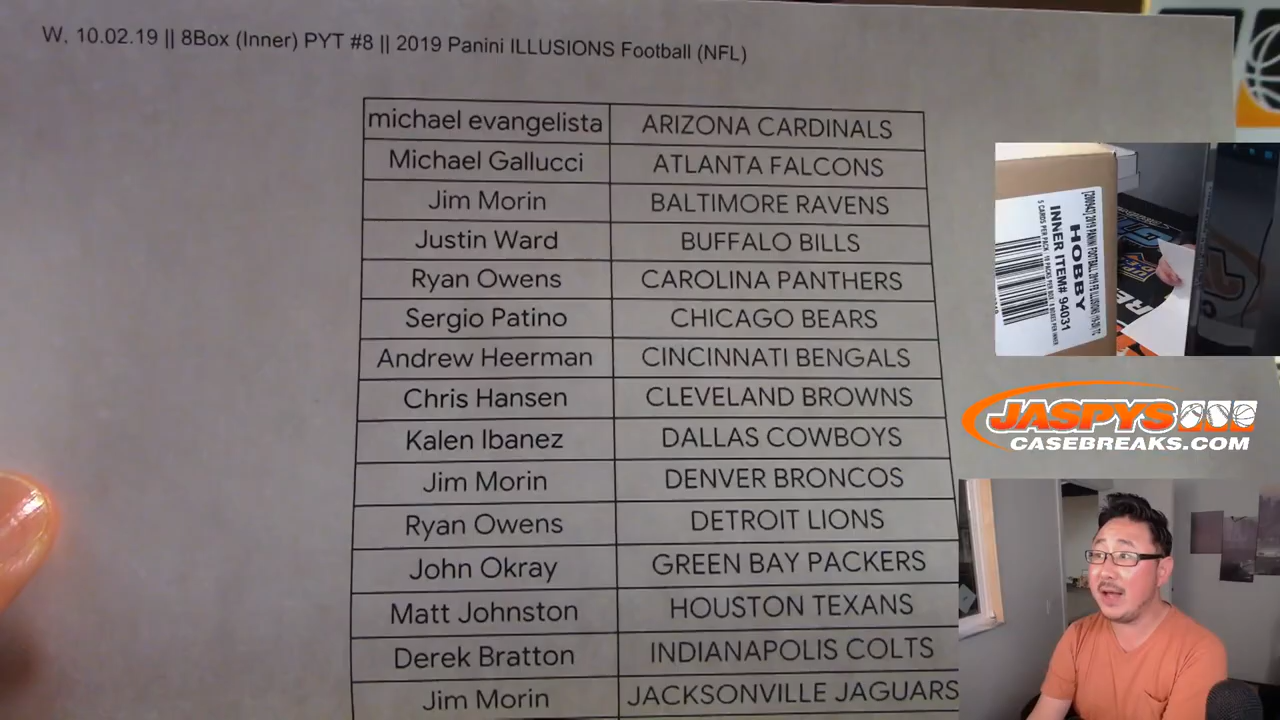 W. 10.02.19 || 8Box (Inner) PYT #8 || 2019 Panini ILLUSIONS Football (NFL)
michael evangelista ARIZONA CARDINALS
Michael Gallucci ATLANTA FALCONS
Jim Morin BALTIMORE RAVENS
Justin Ward BUFFALO BILLS
Ryan Owens CAROLINA PANTHERS
Sergio Patino CHICAGO BEARS
Andrew Heerman CINCINNATI BENGALS
Chris Hansen CLEVELAND BROWNS
Kalen Ibanez DALLAS COWBOYS
Jim Morin DENVER BRONCOS
Ryan Owens DETROIT LIONS
John Okray GREEN BAY PACKERS
Matt Johnston HOUSTON TEXANS
Derek Bratton INDIANAPOLIS COLTS
Jim Morin JACKSONVILLE JAGUARS
HOBBY
INNER ITEM# 94031
JASPYS
CASEBREAKS.COM